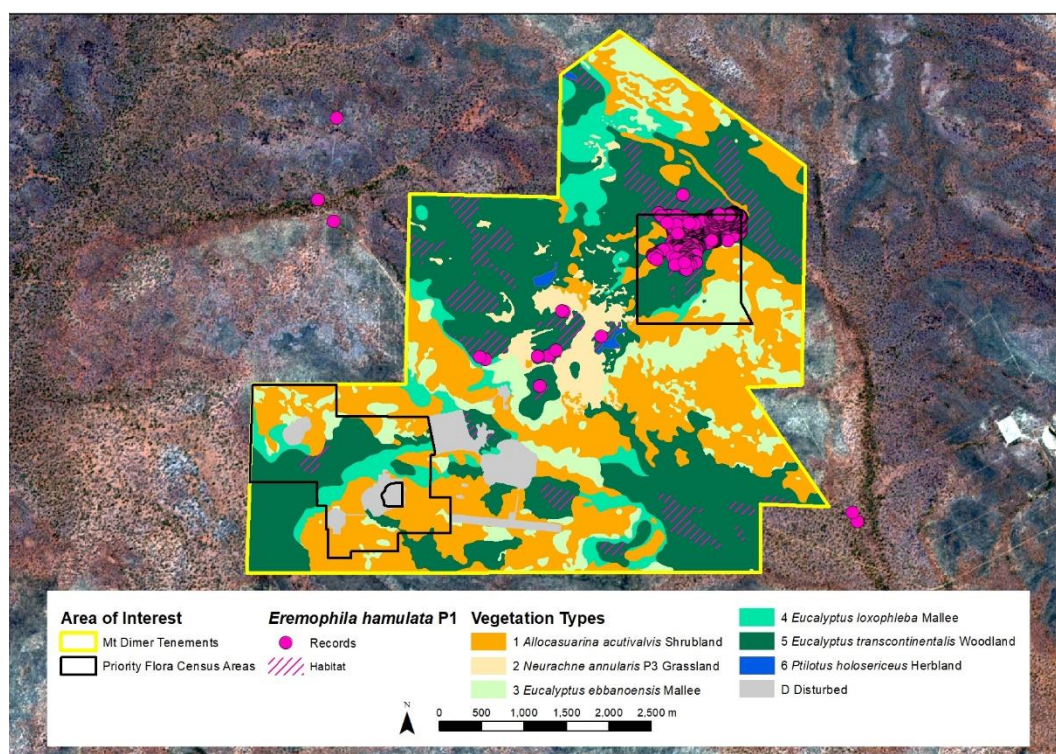 Area of Interest
Mt Dimer Tenements
Priority Flora Census Areas
Eremophila hamulata P1
Records
Habitat
Vegetation Types
1 Allocasuarina acutivalvis Shrubland
2 Neurachne annularis P3 Grassland
3 Eucalyptus ebbanoensis Mallee
4 Eucalyptus loxophleba Mallee
5 Eucalyptus transcontinentalis Woodland
6 Ptilotus holosericeus Herbland
D Disturbed
N
0 500 1,000 1,500 2,000 2,500 m